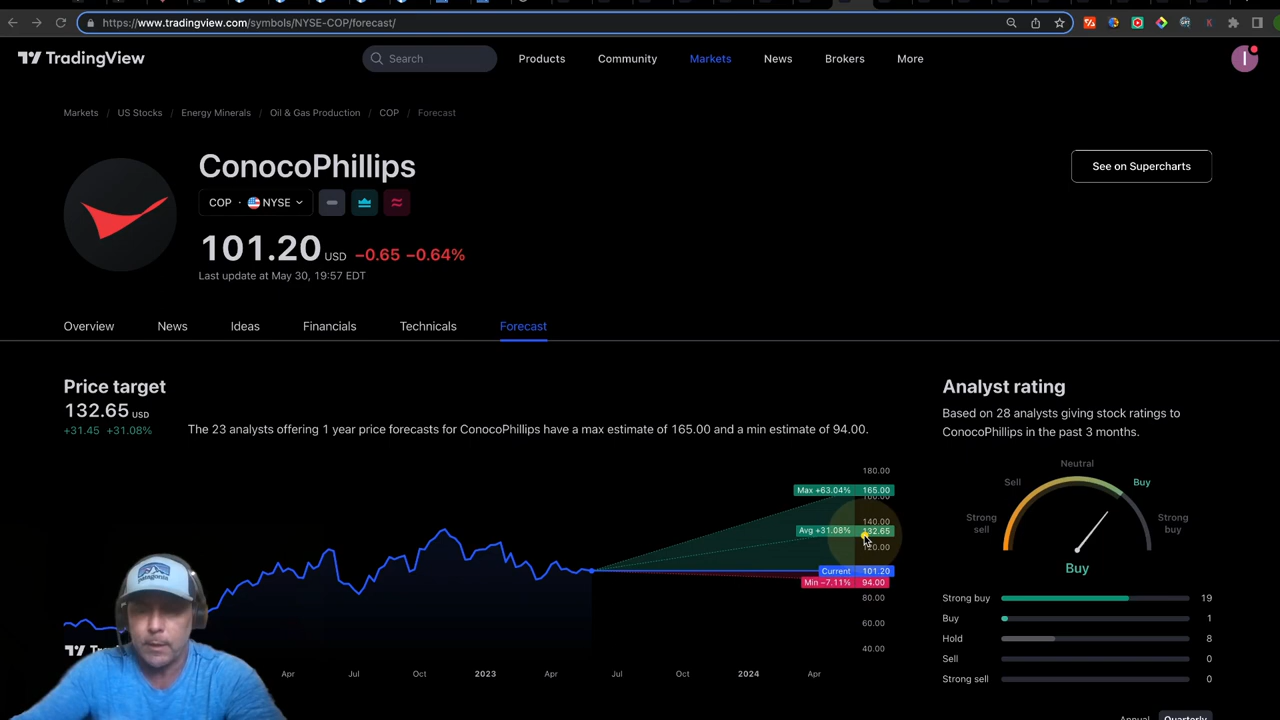 https://www.tradingview.com/symbols/NYSE-COP/forecast/
TradingView
Search
Products
Community
Markets
News
Brokers
More
I
Markets / US Stocks / Energy Minerals / Oil & Gas Production / COP / Forecast
ConocoPhillips
See on Supercharts
COP · NYSE
101.20 USD −0.65 −0.64%
Last update at May 30, 19:57 EDT
Overview
News
Ideas
Financials
Technicals
Forecast
Price target
132.65 USD
+31.45 +31.08%
The 23 analysts offering 1 year price forecasts for ConocoPhillips have a max estimate of 165.00 and a min estimate of 94.00.
180.00
Max +63.04% 165.00
160.00
140.00
Avg +31.08% 132.65
120.00
Current 101.20
Min −7.11% 94.00
80.00
60.00
40.00
Apr
Jul
Oct
2023
Apr
Jul
Oct
2024
Apr
patagonia
Analyst rating
Based on 28 analysts giving stock ratings to
ConocoPhillips in the past 3 months.
Neutral
Sell
Buy
Strong
sell
Strong
buy
Buy
Strong buy 19
Buy 1
Hold 8
Sell 0
Strong sell 0
Annual
Quarterly